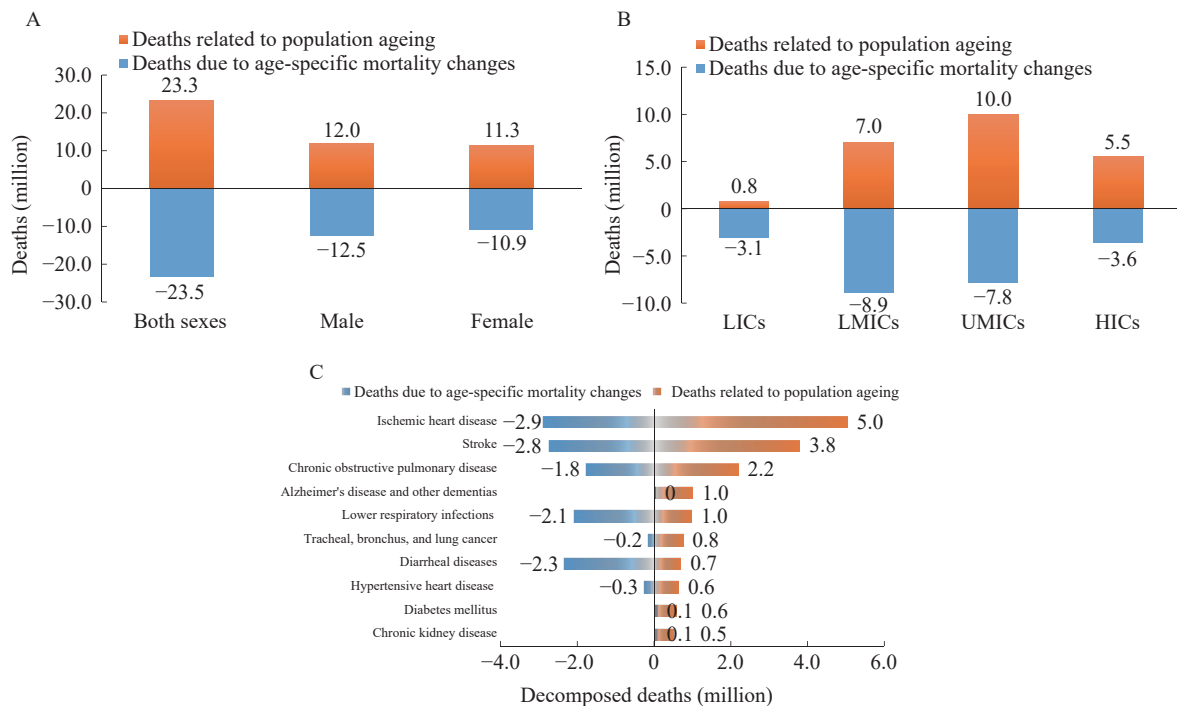 A
Deaths related to population ageing
Deaths due to age-specific mortality changes
Deaths (million)
30.0
20.0
10.0
0
−10.0
−20.0
−30.0
23.3
12.0
11.3
−23.5
−12.5
−10.9
Both sexes
Male
Female
B
Deaths related to population ageing
Deaths due to age-specific mortality changes
Deaths (million)
15.0
10.0
5.0
0
−5.0
−10.0
0.8
7.0
10.0
5.5
−3.1
−8.9
−7.8
−3.6
LICs
LMICs
UMICs
HICs
C
Deaths due to age-specific mortality changes Deaths related to population ageing
Ischemic heart disease −2.9 5.0
Stroke −2.8 3.8
Chronic obstructive pulmonary disease −1.8 2.2
Alzheimer's disease and other dementias 0 1.0
Lower respiratory infections −2.1 1.0
Tracheal, bronchus, and lung cancer −0.2 0.8
Diarrheal diseases −2.3 0.7
Hypertensive heart disease −0.3 0.6
Diabetes mellitus 0.1 0.6
Chronic kidney disease 0.1 0.5
−4.0 −2.0 0 2.0 4.0 6.0
Decomposed deaths (million)